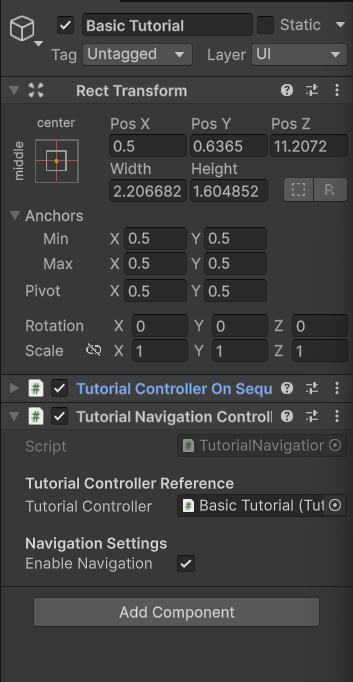 Basic Tutorial Static
Tag Untagged Layer UI
Rect Transform
center Pos X Pos Y Pos Z
middle 0.5 0.6365 11.2072
Width Height
2.206682 1.604852 R
Anchors
Min X 0.5 Y 0.5
Max X 0.5 Y 0.5
Pivot X 0.5 Y 0.5
Rotation X 0 Y 0 Z 0
Scale X 1 Y 1 Z 1
# Tutorial Controller On Sequ
# Tutorial Navigation Controll
Script # TutorialNavigation
Tutorial Controller Reference
Tutorial Controller # Basic Tutorial (Tut
Navigation Settings
Enable Navigation
Add Component